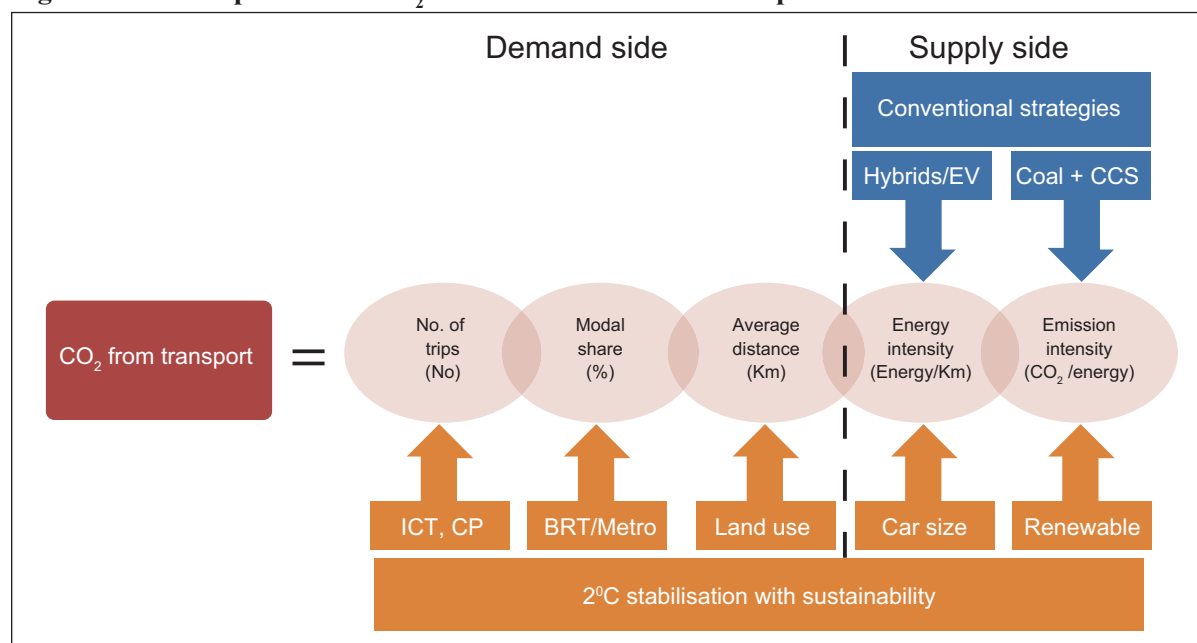 Demand side
Supply side
Conventional strategies
Hybrids/EV
Coal + CCS
CO₂ from transport
=
No. of
trips
(No)
Modal
share
(%)
Average
distance
(Km)
Energy
intensity
(Energy/Km)
Emission
intensity
(CO₂ /energy)
ICT, CP
BRT/Metro
Land use
Car size
Renewable
2⁰C stabilisation with sustainability